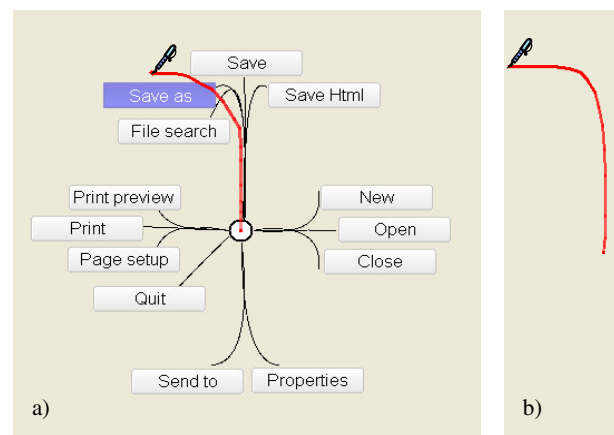 Save
Save as
Save Html
File search
Print preview
New
Print
Open
Page setup
Close
Quit
Send to
Properties
a)
b)